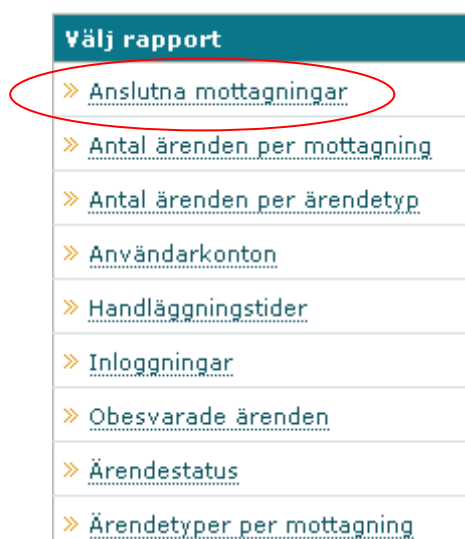 Välj rapport
» Anslutna mottagningar
» Antal ärenden per mottagning
» Antal ärenden per ärendetyp
» Användarkonton
» Handläggningstider
» Inloggningar
» Obesvarade ärenden
» Ärendestatus
» Ärendetyper per mottagning